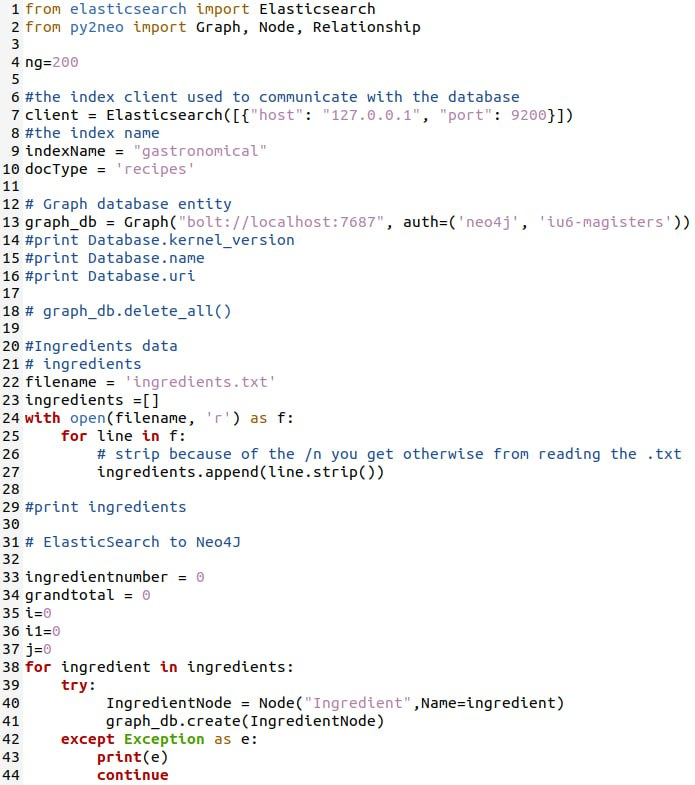 1 from elasticsearch import Elasticsearch
2 from py2neo import Graph, Node, Relationship
3
4 ng=200
5
6 #the index client used to communicate with the database
7 client = Elasticsearch([{"host": "127.0.0.1", "port": 9200}])
8 #the index name
9 indexName = "gastronomical"
10 docType = 'recipes'
11
12 # Graph database entity
13 graph_db = Graph("bolt://localhost:7687", auth=('neo4j', 'iu6-magisters'))
14 #print Database.kernel_version
15 #print Database.name
16 #print Database.uri
17
18 # graph_db.delete_all()
19
20 #Ingredients data
21 # ingredients
22 filename = 'ingredients.txt'
23 ingredients =[]
24 with open(filename, 'r') as f:
25     for line in f:
26         # strip because of the /n you get otherwise from reading the .txt
27         ingredients.append(line.strip())
28
29 #print ingredients
30
31 # ElasticSearch to Neo4J
32
33 ingredientnumber = 0
34 grandtotal = 0
35 i=0
36 i1=0
37 j=0
38 for ingredient in ingredients:
39     try:
40          IngredientNode = Node("Ingredient",Name=ingredient)
41          graph_db.create(IngredientNode)
42     except Exception as e:
43         print(e)
44         continue